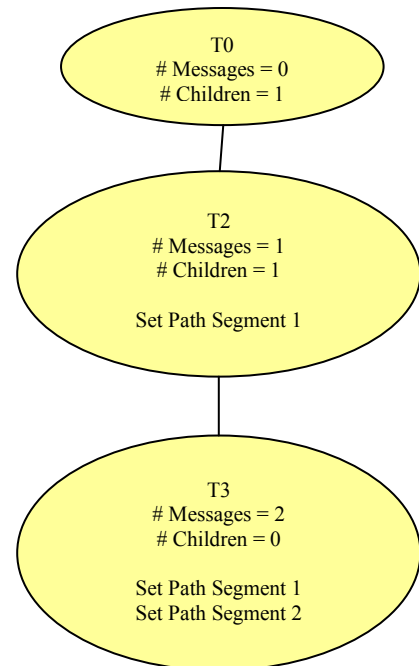 T0
# Messages = 0
# Children = 1
T2
# Messages = 1
# Children = 1
Set Path Segment 1
T3
# Messages = 2
# Children = 0
Set Path Segment 1
Set Path Segment 2